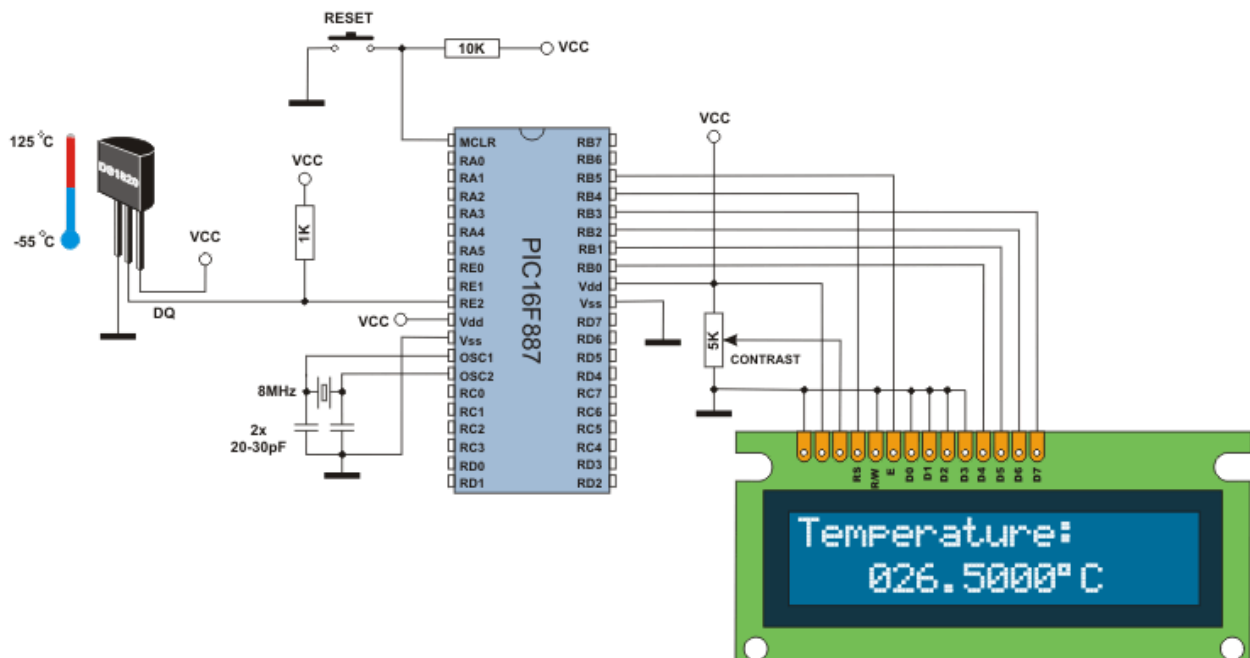 RESET
10K
VCC
125 °C
-55 °C
DS1820
VCC
DQ
VCC
1K
VCC
8MHz
2x
20-30pF
PIC16F887
MCLR
RA0
RA1
RA2
RA3
RA4
RA5
RE0
RE1
RE2
Vdd
Vss
OSC1
OSC2
RC0
RC1
RC2
RC3
RD0
RD1
RB7
RB6
RB5
RB4
RB3
RB2
RB1
RB0
Vdd
Vss
RD7
RD6
RD5
RD4
RC7
RC6
RC5
RC4
RD3
RD2
VCC
5K
CONTRAST
RS
R/W
E
D0
D1
D2
D3
D4
D5
D6
D7
Temperature:
026.5000°C